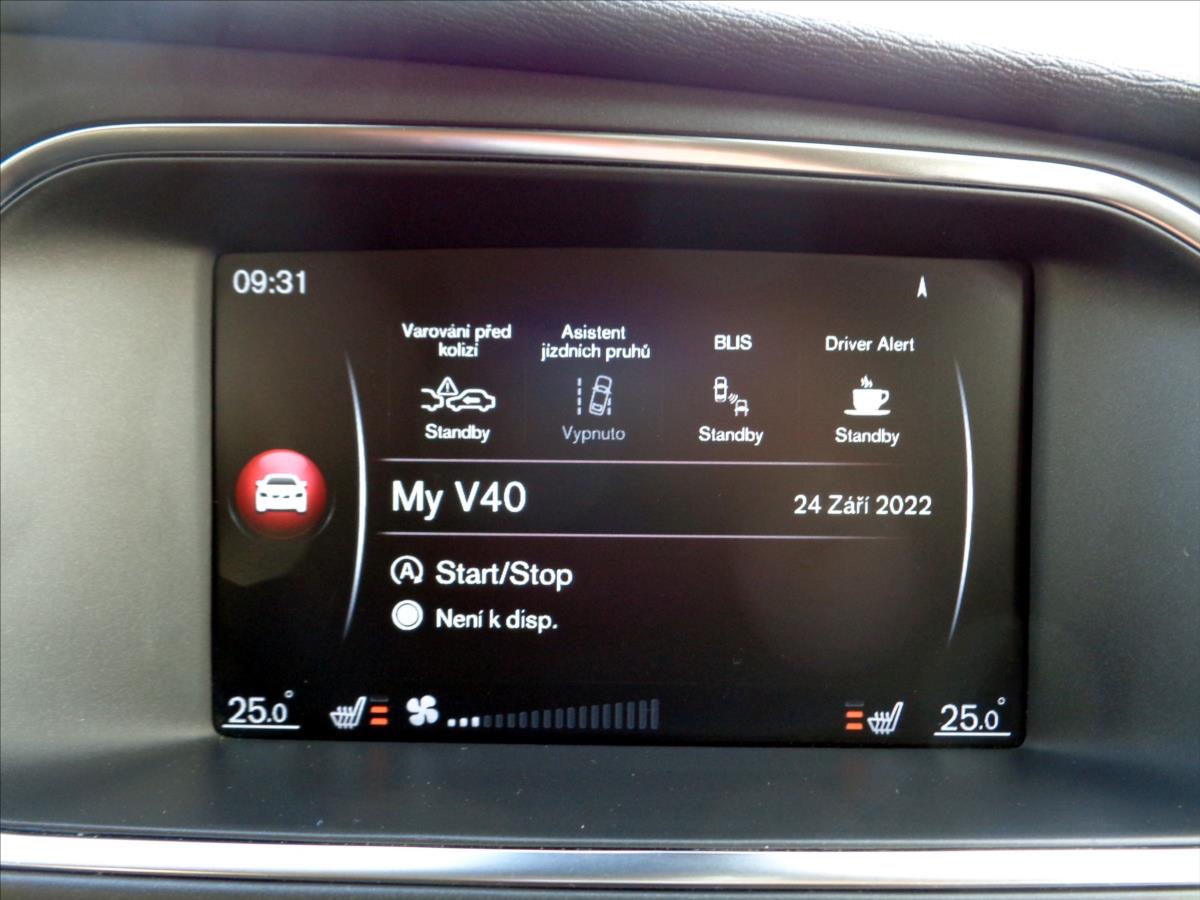 09:31
Varování před
kolizí
Standby
Asistent
jízdních pruhů
Vypnuto
BLIS
Standby
Driver Alert
Standby
My V40
24 Září 2022
A Start/Stop
Není k disp.
25.0°
25.0°